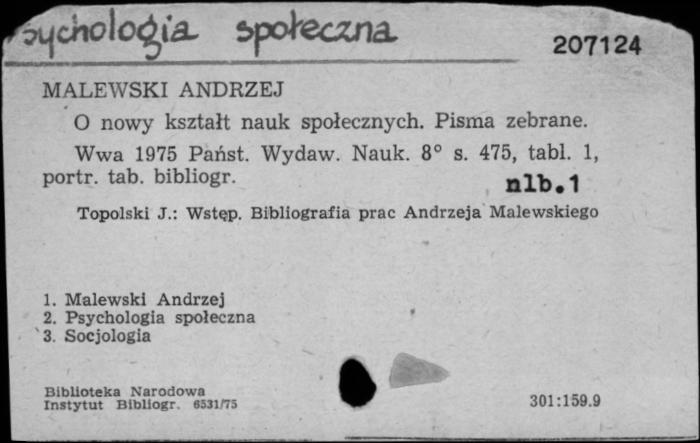 Psychologia społeczna
207124
MALEWSKI ANDRZEJ
O nowy kształt nauk społecznych. Pisma zebrane.
Wwa 1975 Państ. Wydaw. Nauk. 8° s. 475, tabl. 1,
portr. tab. bibliogr.
nlb.1
Topolski J.: Wstęp. Bibliografia prac Andrzeja Malewskiego
1. Malewski Andrzej
2. Psychologia społeczna
3. Socjologia
Biblioteka Narodowa
Instytut Bibliogr. 6531/75
301:159.9